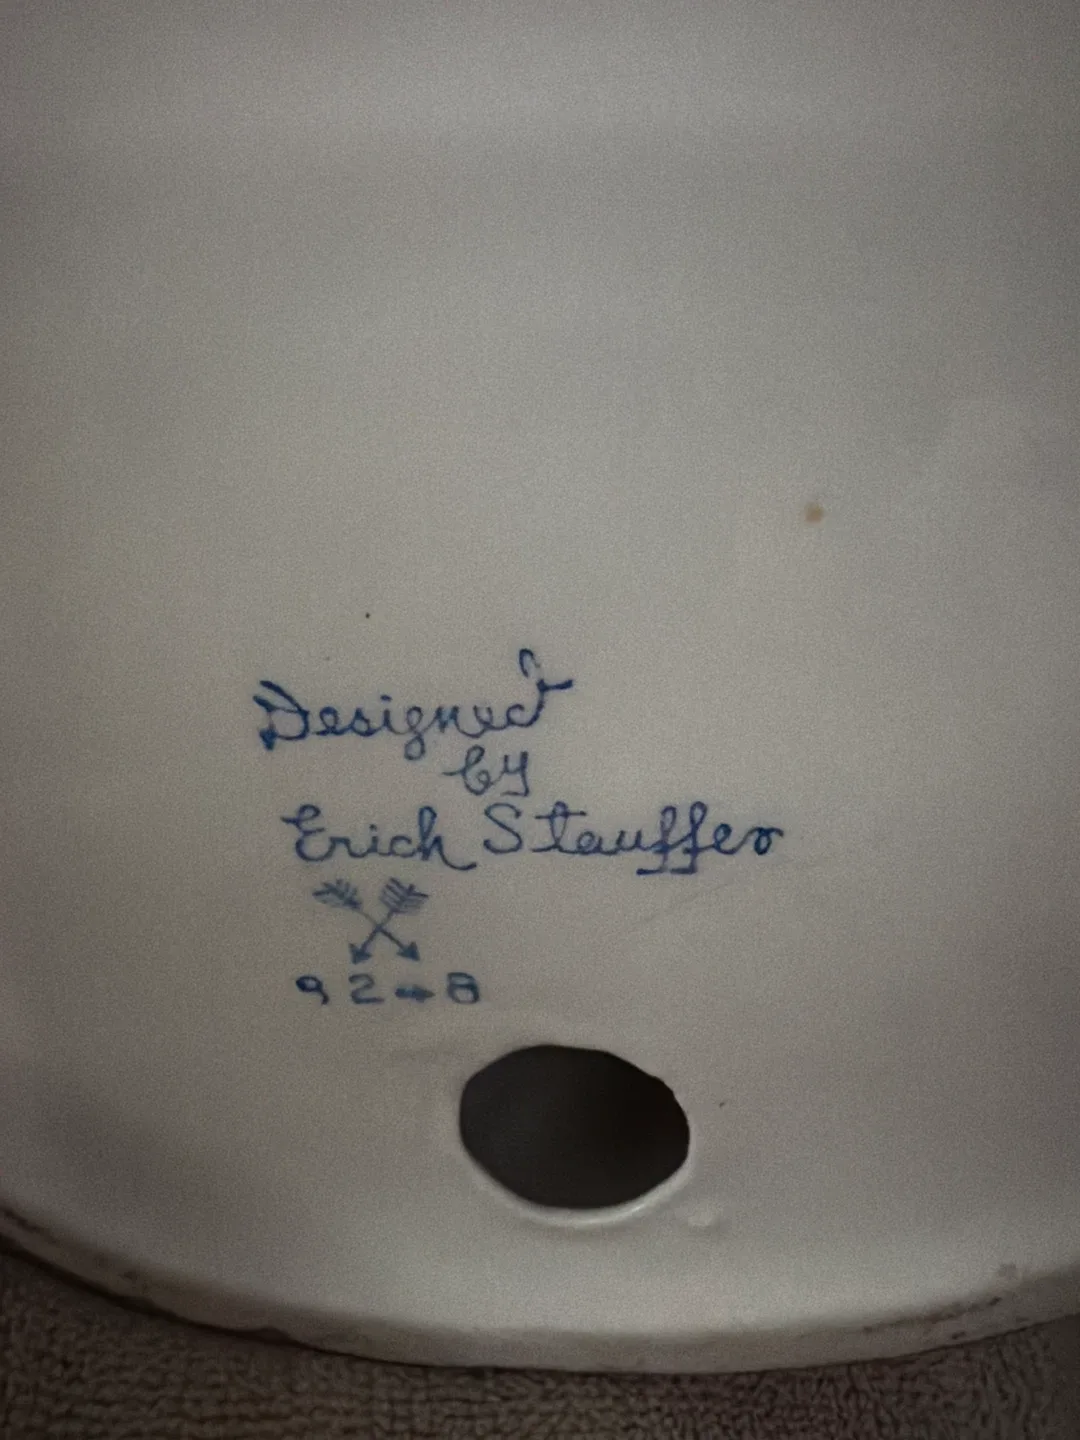 Designed
by
Erich Stauffer
92-8